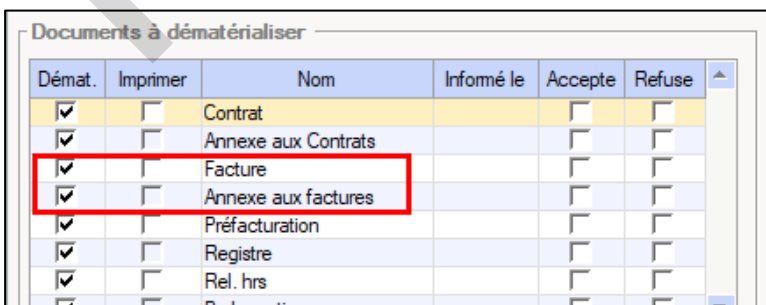 Documents à dématérialiser
Démat. Imprimer Nom Informé le Accepte Refuse
Contrat
Annexe aux Contrats
Facture
Annexe aux factures
Préfacturation
Registre
Rel. hrs